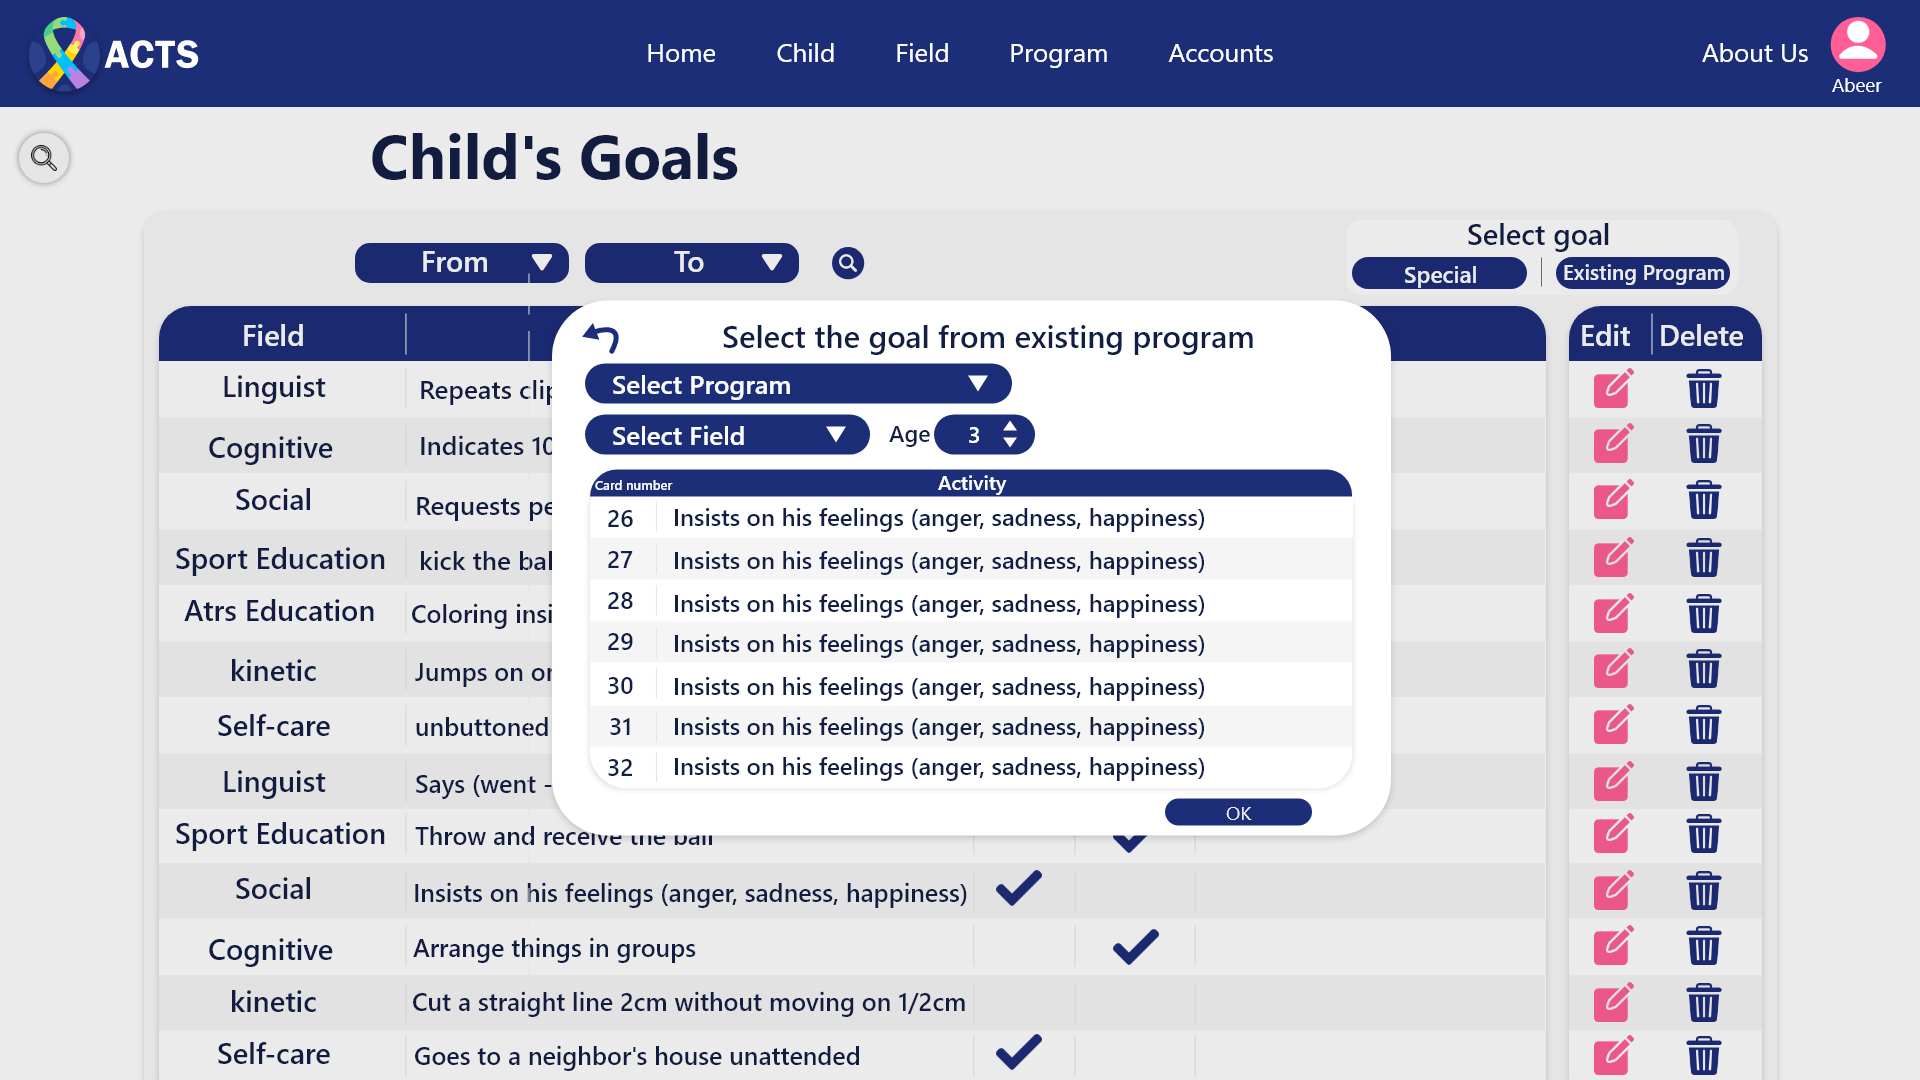 ACTS
Home
Child
Field
Program
Accounts
About Us
Abeer
Child's Goals
From
To
Select goal
Special
Existing Program
Field
Edit
Delete
Select the goal from existing program
Select Program
Select Field
Age
3
Card number
Activity
26 Insists on his feelings (anger, sadness, happiness)
27 Insists on his feelings (anger, sadness, happiness)
28 Insists on his feelings (anger, sadness, happiness)
29 Insists on his feelings (anger, sadness, happiness)
30 Insists on his feelings (anger, sadness, happiness)
31 Insists on his feelings (anger, sadness, happiness)
32 Insists on his feelings (anger, sadness, happiness)
OK
Linguist Repeats
Cognitive Indicates
Social Requests
Sport Education kick the
Atrs Education Coloring
kinetic Jumps on
Self-care unbuttoned
Linguist Says (went -
Sport Education Throw and receive the ball
Social Insists on his feelings (anger, sadness, happiness)
Cognitive Arrange things in groups
kinetic Cut a straight line 2cm without moving on 1/2cm
Self-care Goes to a neighbor's house unattended